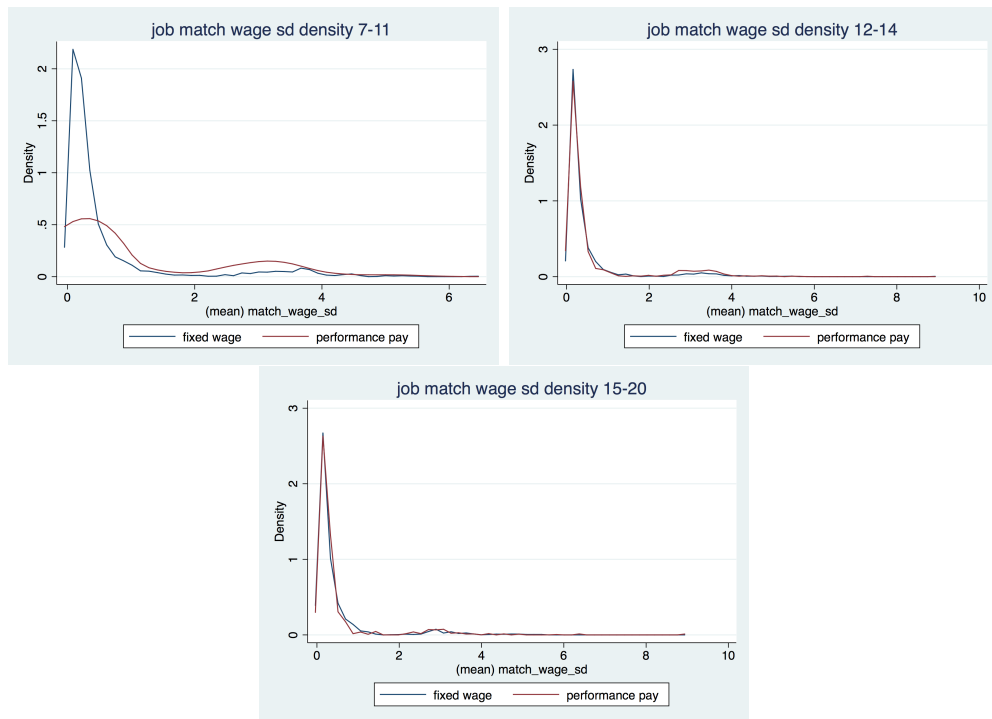 job match wage sd density 7-11
Density
0 .5 1 1.5 2
0 2 4 6
(mean) match_wage_sd
fixed wage performance pay
job match wage sd density 12-14
Density
0 1 2 3
0 2 4 6 8 10
(mean) match_wage_sd
fixed wage performance pay
job match wage sd density 15-20
Density
0 1 2 3
0 2 4 6 8 10
(mean) match_wage_sd
fixed wage performance pay